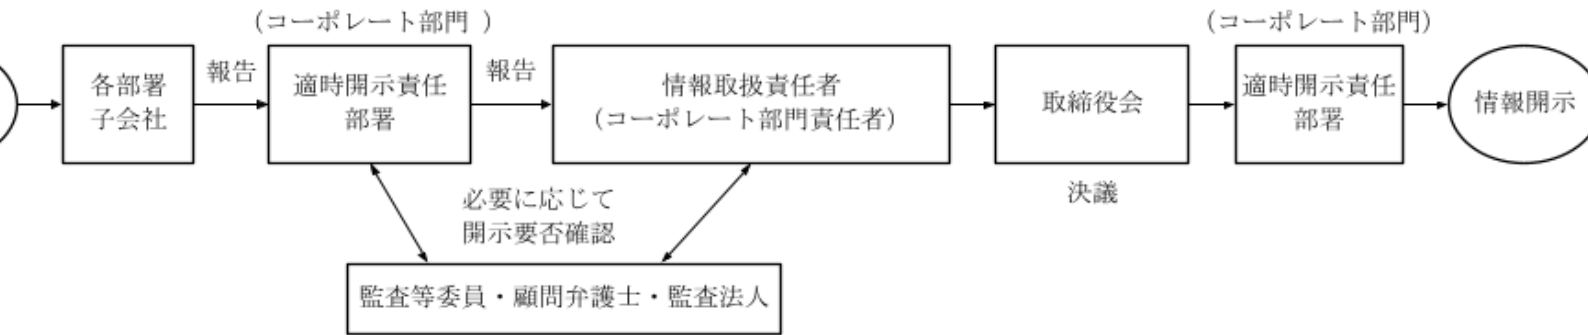 （コーポレート部門 ）
（コーポレート部門）
各部署
子会社
報告
適時開示責任
部署
報告
情報取扱責任者
（コーポレート部門責任者）
取締役会
適時開示責任
部署
情報開示
決議
必要に応じて
開示要否確認
監査等委員・顧問弁護士・監査法人